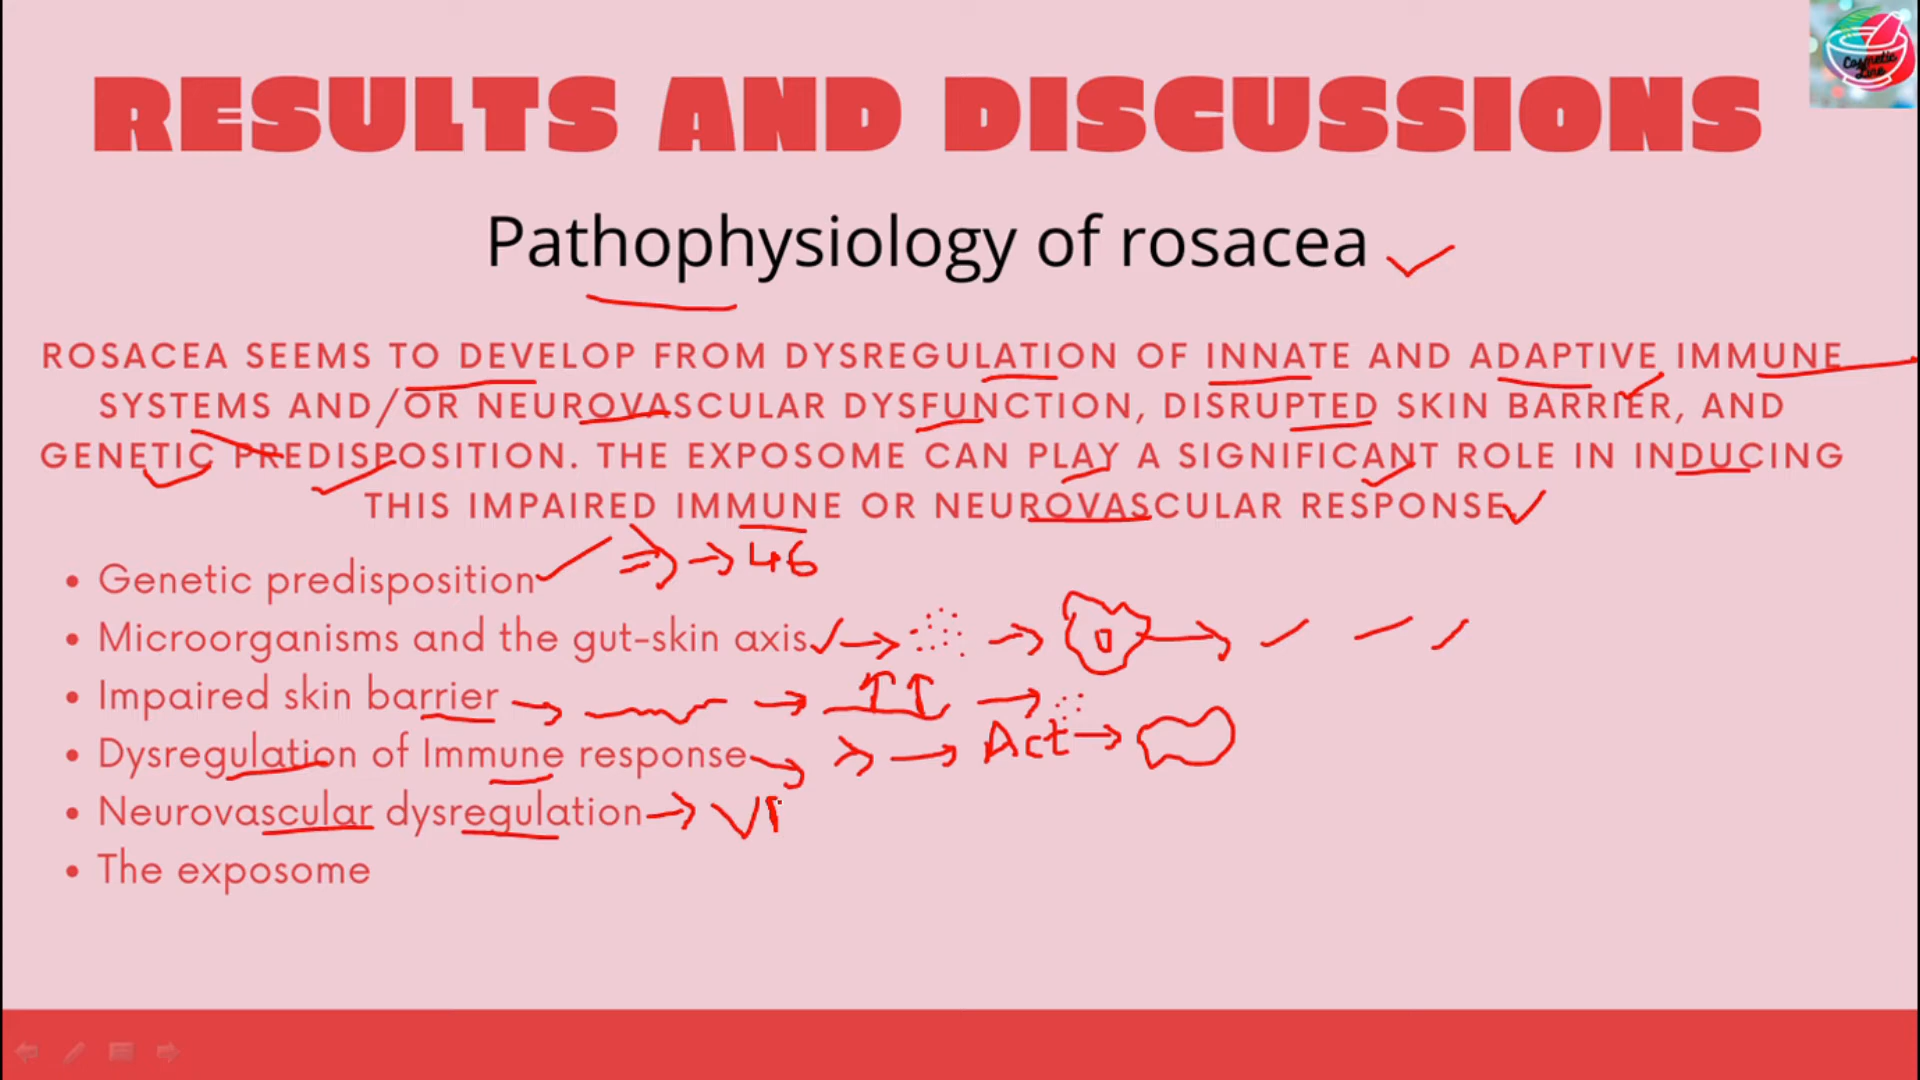 Cosmetic
Line
RESULTS AND DISCUSSIONS
Pathophysiology of rosacea
ROSACEA SEEMS TO DEVELOP FROM DYSREGULATION OF INNATE AND ADAPTIVE IMMUNE
SYSTEMS AND/OR NEUROVASCULAR DYSFUNCTION, DISRUPTED SKIN BARRIER, AND
GENETIC PREDISPOSITION. THE EXPOSOME CAN PLAY A SIGNIFICANT ROLE IN INDUCING
THIS IMPAIRED IMMUNE OR NEUROVASCULAR RESPONSE
• Genetic predisposition ⇒ → 46
• Microorganisms and the gut-skin axis
• Impaired skin barrier → → ↑↑ →
• Dysregulation of Immune response → → Act →
• Neurovascular dysregulation →
• The exposome